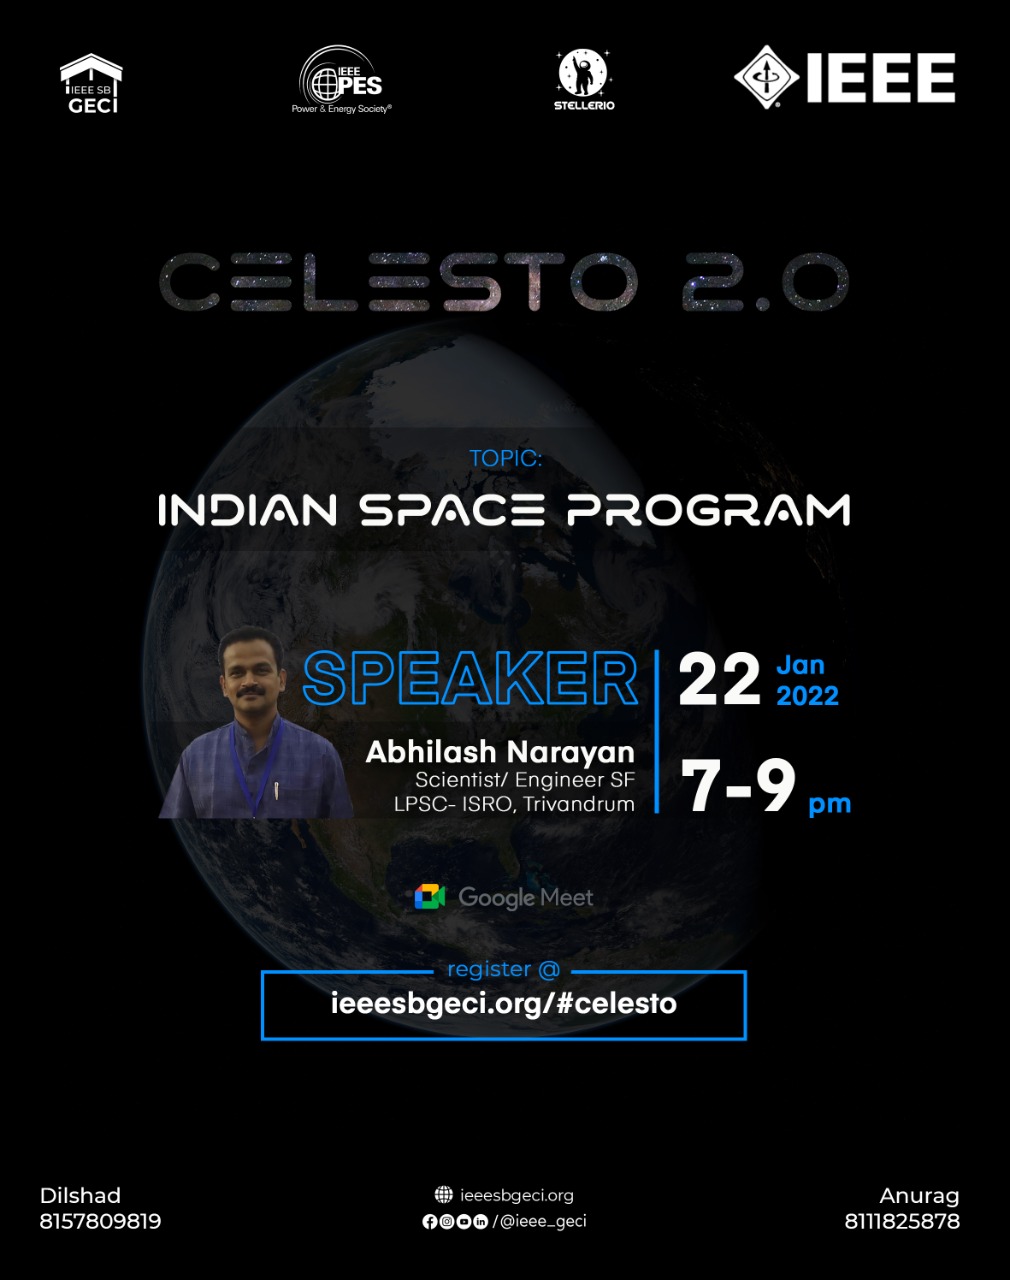 IEEE SB
GECI
IEEE
PES
Power & Energy Society®
STELLERIO
IEEE
CELESTO 2.0
TOPIC:
INDIAN SPACE PROGRAM
SPEAKER
Abhilash Narayan
Scientist/ Engineer SF
LPSC- ISRO, Trivandrum
22 Jan
2022
7-9 pm
Google Meet
register @
ieeesbgeci.org/#celesto
Dilshad
8157809819
ieeesbgeci.org
/@ieee_geci
Anurag
8111825878